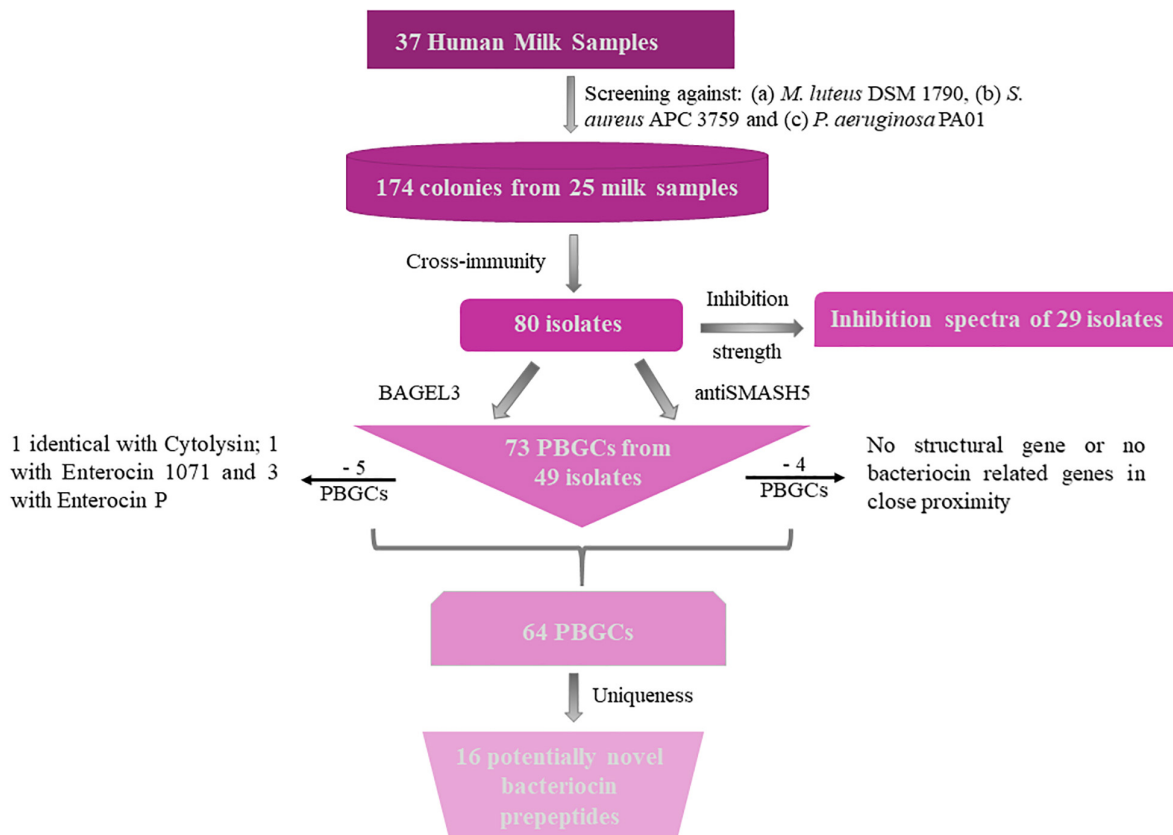 37 Human Milk Samples
Screening against: (a) M. luteus DSM 1790, (b) S.
aureus APC 3759 and (c) P. aeruginosa PA01
174 colonies from 25 milk samples
Cross-immunity
80 isolates
Inhibition
strength
Inhibition spectra of 29 isolates
BAGEL3
antiSMASH5
73 PBGCs from
49 isolates
1 identical with Cytolysin; 1
with Enterocin 1071 and 3
with Enterocin P
- 5
PBGCs
- 4
PBGCs
No structural gene or no
bacteriocin related genes in
close proximity
64 PBGCs
Uniqueness
16 potentially novel
bacteriocin
prepeptides